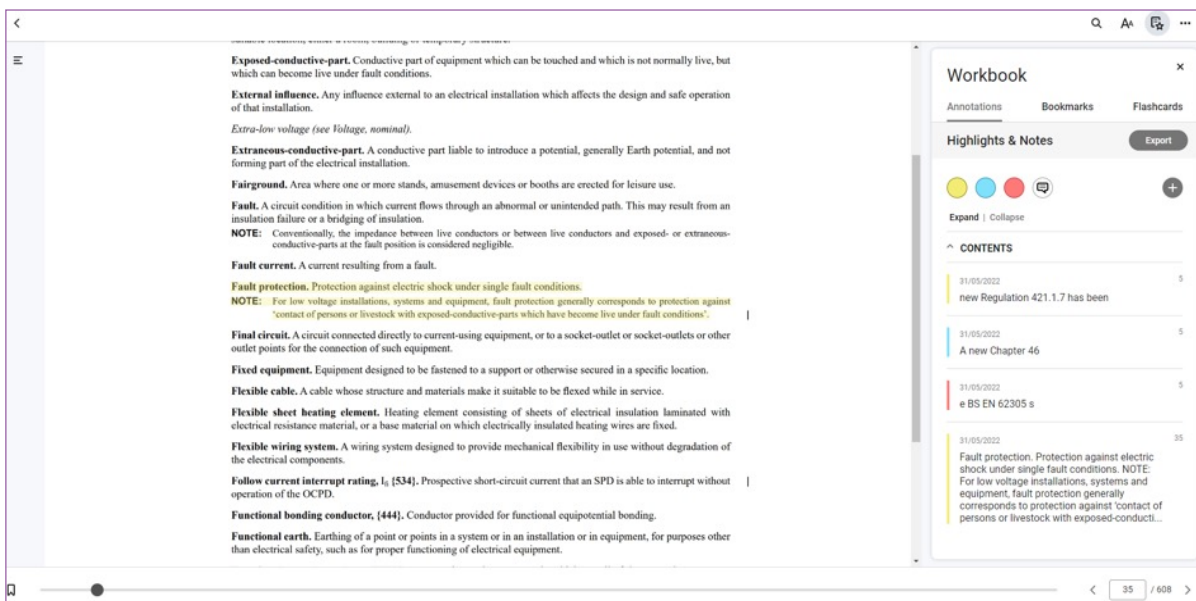 Exposed-conductive-part. Conductive part of equipment which can be touched and which is not normally live, but
which can become live under fault conditions.
External influence. Any influence external to an electrical installation which affects the design and safe operation
of that installation.
Extra-low voltage (see Voltage, nominal).
Extraneous-conductive-part. A conductive part liable to introduce a potential, generally Earth potential, and not
forming part of the electrical installation.
Fairground. Area where one or more stands, amusement devices or booths are erected for leisure use.
Fault. A circuit condition in which current flows through an abnormal or unintended path. This may result from an
insulation failure or a bridging of insulation.
NOTE: Conventionally, the impedance between live conductors or between live conductors and exposed- or extraneous-
conductive-parts at the fault position is considered negligible.
Fault current. A current resulting from a fault.
Fault protection. Protection against electric shock under single fault conditions.
NOTE: For low voltage installations, systems and equipment, fault protection generally corresponds to protection against
‘contact of persons or livestock with exposed-conductive-parts which have become live under fault conditions’.
Final circuit. A circuit connected directly to current-using equipment, or to a socket-outlet or socket-outlets or other
outlet points for the connection of such equipment.
Fixed equipment. Equipment designed to be fastened to a support or otherwise secured in a specific location.
Flexible cable. A cable whose structure and materials make it suitable to be flexed while in service.
Flexible sheet heating element. Heating element consisting of sheets of electrical insulation laminated with
electrical resistance material, or a base material on which electrically insulated heating wires are fixed.
Flexible wiring system. A wiring system designed to provide mechanical flexibility in use without degradation of
the electrical components.
Follow current interrupt rating, Ifi {534}. Prospective short-circuit current that an SPD is able to interrupt without
operation of the OCPD.
Functional bonding conductor, {444}. Conductor provided for functional equipotential bonding.
Functional earth. Earthing of a point or points in a system or in an installation or in equipment, for purposes other
than electrical safety, such as for proper functioning of electrical equipment.
Workbook
Annotations Bookmarks Flashcards
Highlights & Notes Export
Expand | Collapse
CONTENTS
31/05/2022 5
new Regulation 421.1.7 has been
31/05/2022 5
A new Chapter 46
31/05/2022 5
e BS EN 62305 s
31/05/2022 35
Fault protection. Protection against electric
shock under single fault conditions. NOTE:
For low voltage installations, systems and
equipment, fault protection generally
corresponds to protection against ‘contact of
persons or livestock with exposed-conducti...
35 / 608